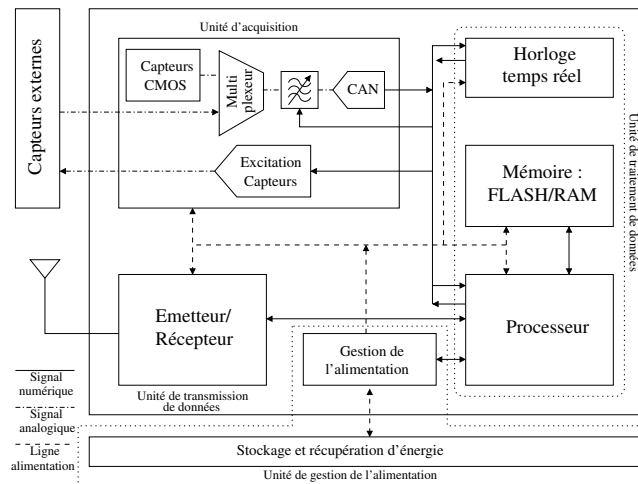 Unité d'acquisition
Capteurs externes
Capteurs
CMOS
Multi
plexeur
CAN
Excitation
Capteurs
Horloge
temps réel
Mémoire :
FLASH/RAM
Unité de traitement de
données
Emetteur/
Récepteur
Processeur
Gestion de
l'alimentation
Unité de transmission
de données
Signal
numérique
Signal
analogique
Ligne
alimentation
Stockage et récupération d'énergie
Unité de gestion de l'alimentation